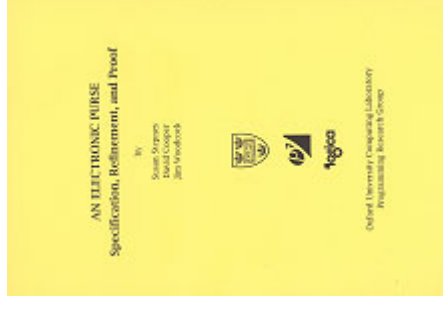 AN ELECTRONIC PURSE
Specification, Refinement, and Proof
by
Susan Stepney
David Cooper
Jim Woodcock
logica
Oxford University Computing Laboratory
Programming Research Group